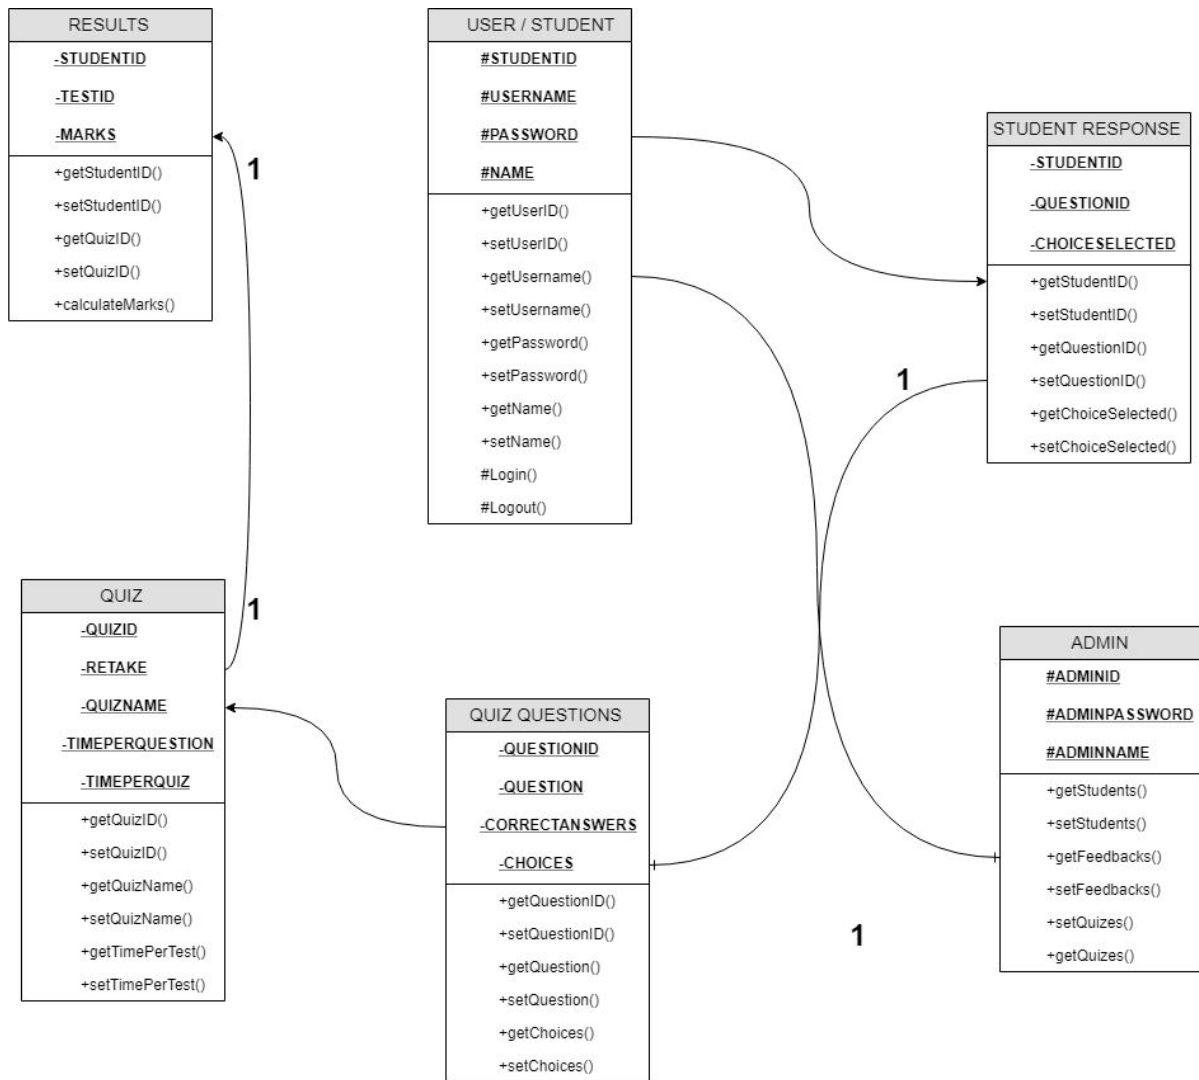 RESULTS
-STUDENTID
-TESTID
-MARKS
+getStudentID()
+setStudentID()
+getQuizID()
+setQuizID()
+calculateMarks()
1
USER / STUDENT
#STUDENTID
#USERNAME
#PASSWORD
#NAME
+getUserID()
+setUserID()
+getUsername()
+setUsername()
+getPassword()
+setPassword()
+getName()
+setName()
#Login()
#Logout()
STUDENT RESPONSE
-STUDENTID
-QUESTIONID
-CHOICESELECTED
+getStudentID()
+setStudentID()
+getQuestionID()
+setQuestionID()
+getChoiceSelected()
+setChoiceSelected()
1
QUIZ
-QUIZID
-RETAKE
-QUIZNAME
-TIMEPERQUESTION
-TIMEPERQUIZ
+getQuizID()
+setQuizID()
+getQuizName()
+setQuizName()
+getTimePerTest()
+setTimePerTest()
1
QUIZ QUESTIONS
-QUESTIONID
-QUESTION
-CORRECTANSWERS
-CHOICES
+getQuestionID()
+setQuestionID()
+getQuestion()
+setQuestion()
+getChoices()
+setChoices()
1
ADMIN
#ADMINID
#ADMINPASSWORD
#ADMINNAME
+getStudents()
+setStudents()
+getFeedbacks()
+setFeedbacks()
+setQuizes()
+getQuizes()